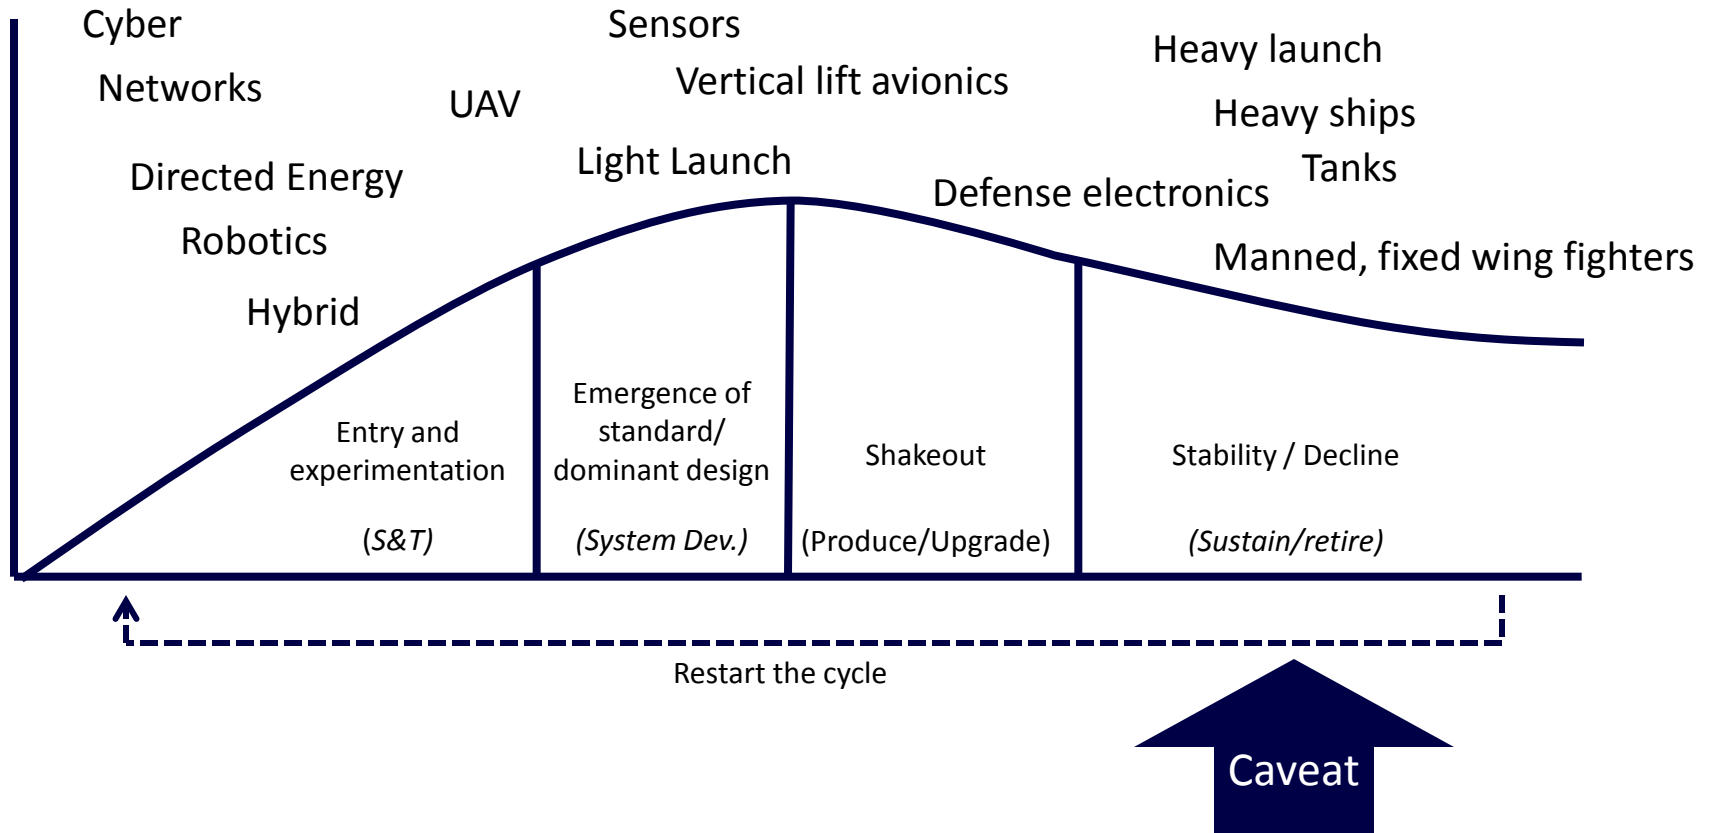 Cyber
Networks
Directed Energy
Robotics
Hybrid
UAV
Sensors
Vertical lift avionics
Light Launch
Defense electronics
Heavy launch
Heavy ships
Tanks
Manned, fixed wing fighters
Entry and
experimentation
(S&T)
Emergence of
standard/
dominant design
(System Dev.)
Shakeout
(Produce/Upgrade)
Stability / Decline
(Sustain/retire)
Restart the cycle
Caveat